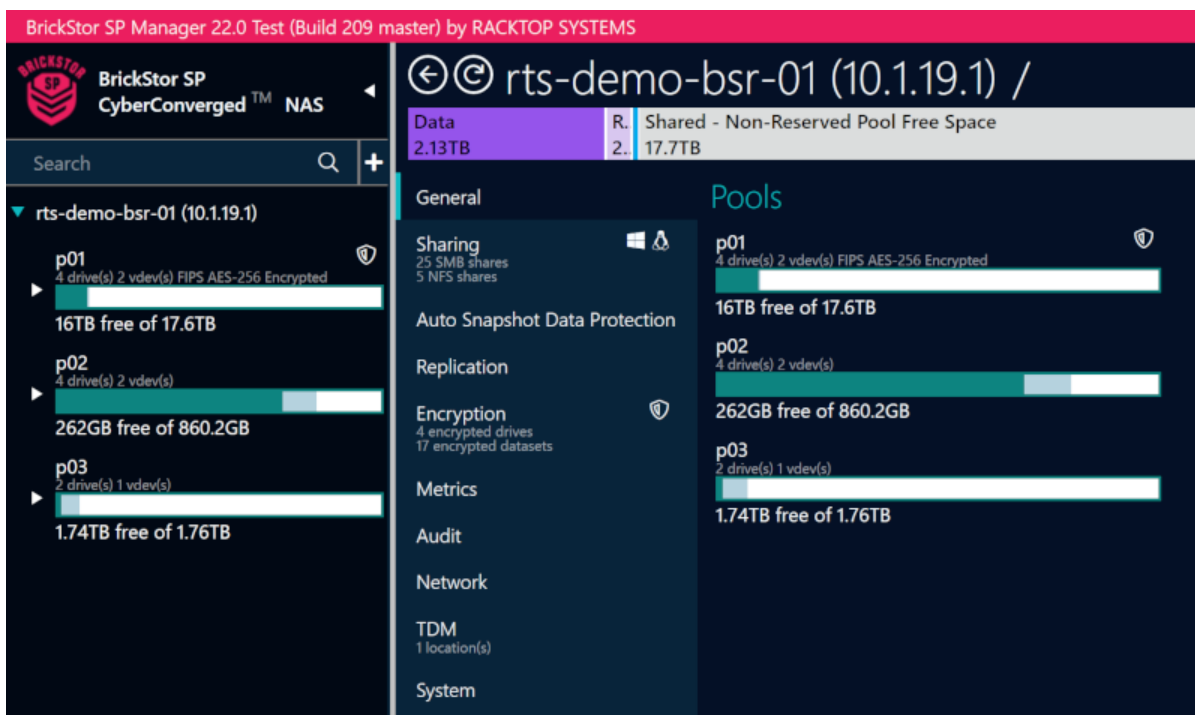 BrickStor SP Manager 22.0 Test (Build 209 master) by RACKTOP SYSTEMS
BRICKSTOR
SP
BrickStor SP
CyberConverged TM NAS
Search
rts-demo-bsr-01 (10.1.19.1)
p01
4 drive(s) 2 vdev(s) FIPS AES-256 Encrypted
16TB free of 17.6TB
p02
4 drive(s) 2 vdev(s)
262GB free of 860.2GB
p03
2 drive(s) 1 vdev(s)
1.74TB free of 1.76TB
rts-demo-bsr-01 (10.1.19.1) /
Data
2.13TB
R.
2.
Shared - Non-Reserved Pool Free Space
17.7TB
General
Sharing
25 SMB shares
5 NFS shares
Auto Snapshot Data Protection
Replication
Encryption
4 encrypted drives
17 encrypted datasets
Metrics
Audit
Network
TDM
1 location(s)
System
Pools
p01
4 drive(s) 2 vdev(s) FIPS AES-256 Encrypted
16TB free of 17.6TB
p02
4 drive(s) 2 vdev(s)
262GB free of 860.2GB
p03
2 drive(s) 1 vdev(s)
1.74TB free of 1.76TB